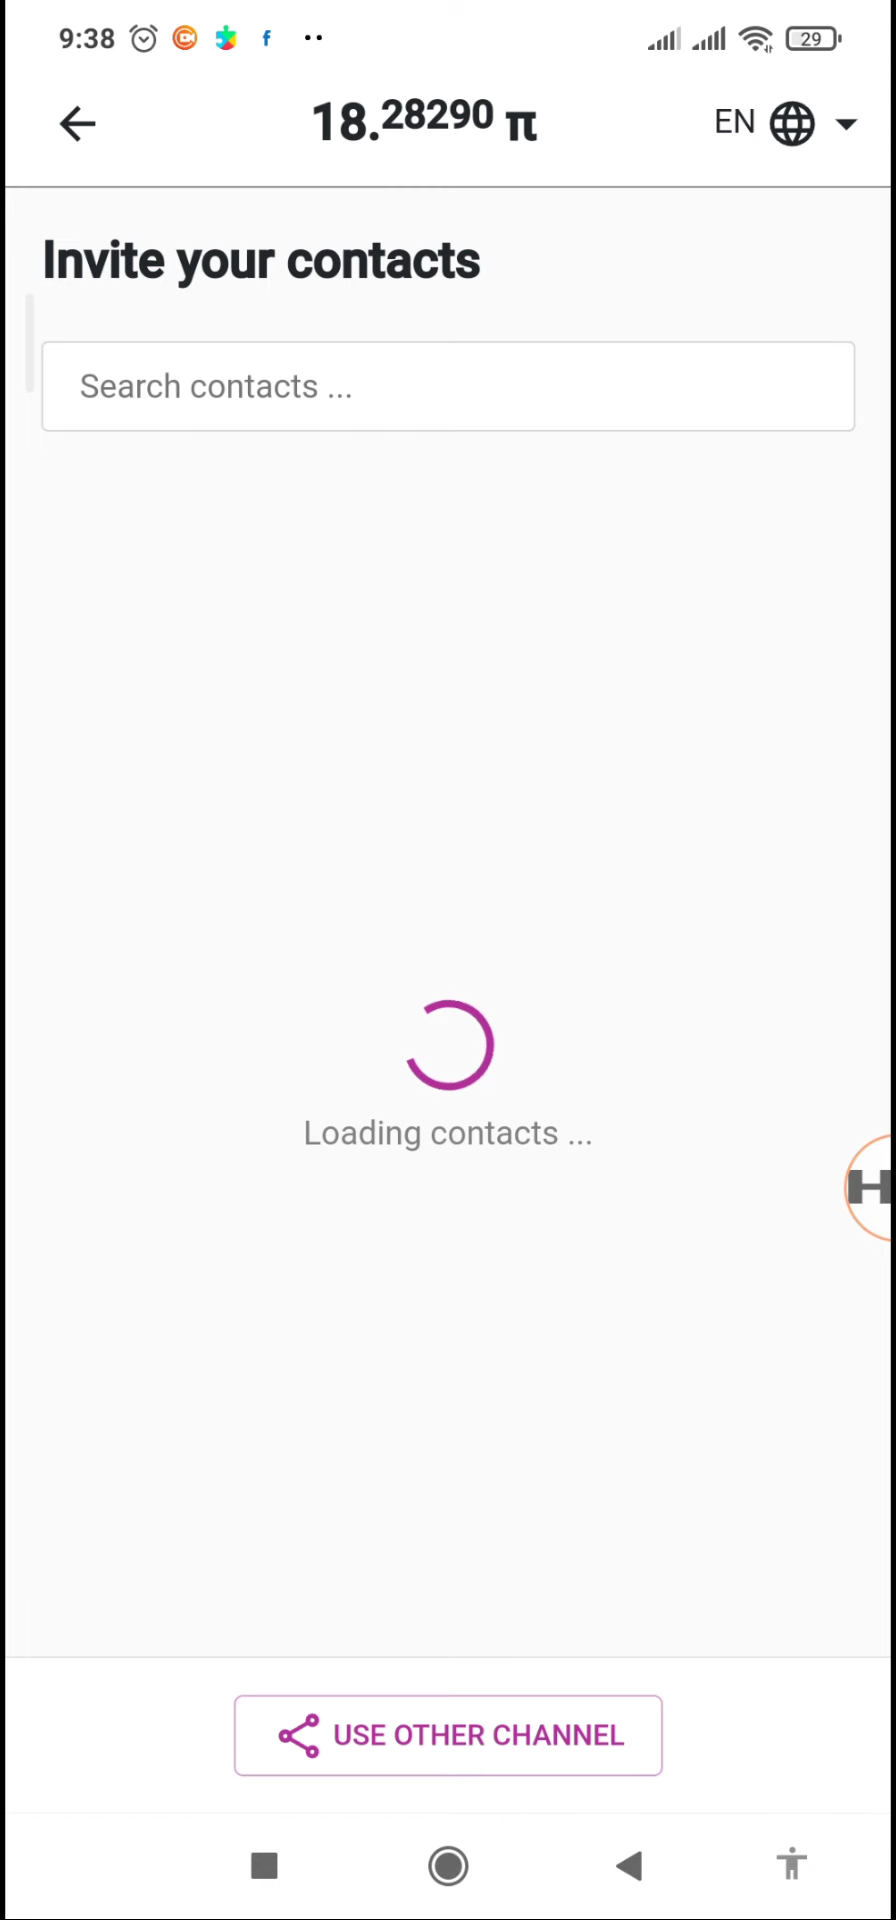 9:38 29
18.28290 π EN
Invite your contacts
Search contacts ...
Loading contacts ...
H
USE OTHER CHANNEL